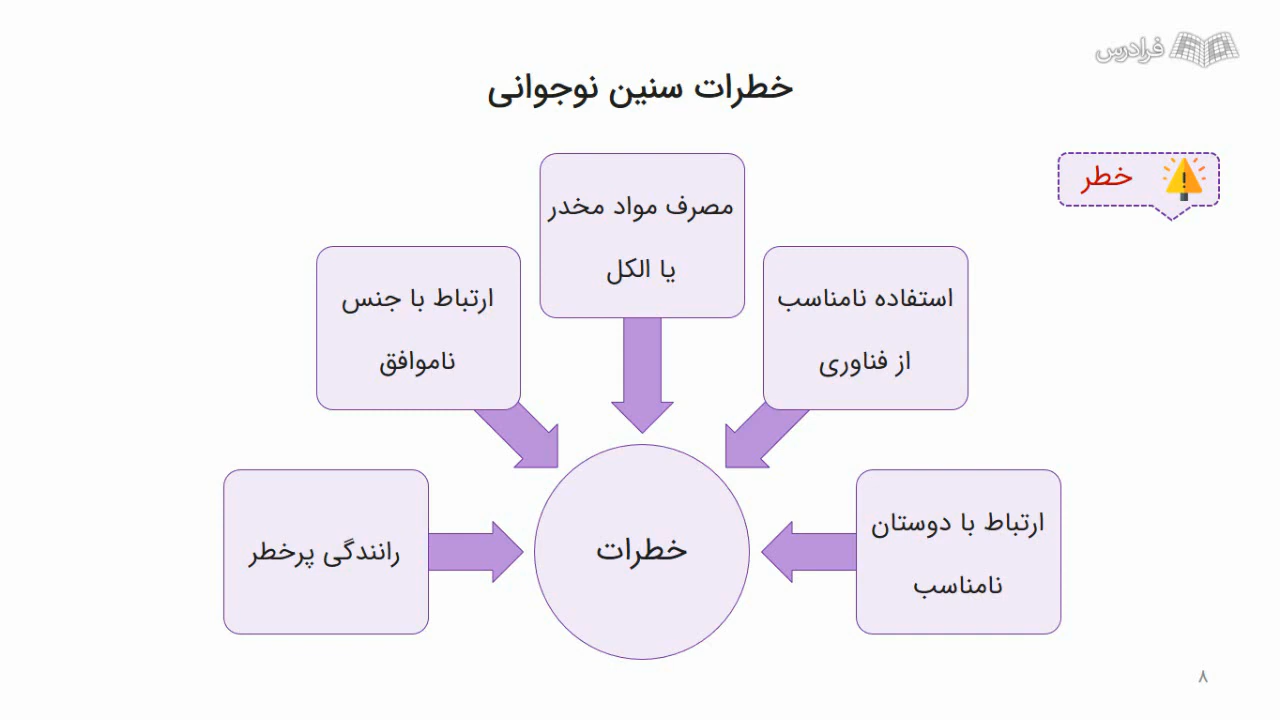 فرادرس
خطرات سنین نوجوانی
خطر
مصرف مواد مخدر
یا الکل
استفاده نامناسب
از فناوری
ارتباط با جنس
ناموافق
ارتباط با دوستان
نامناسب
خطرات
رانندگی پرخطر
۸